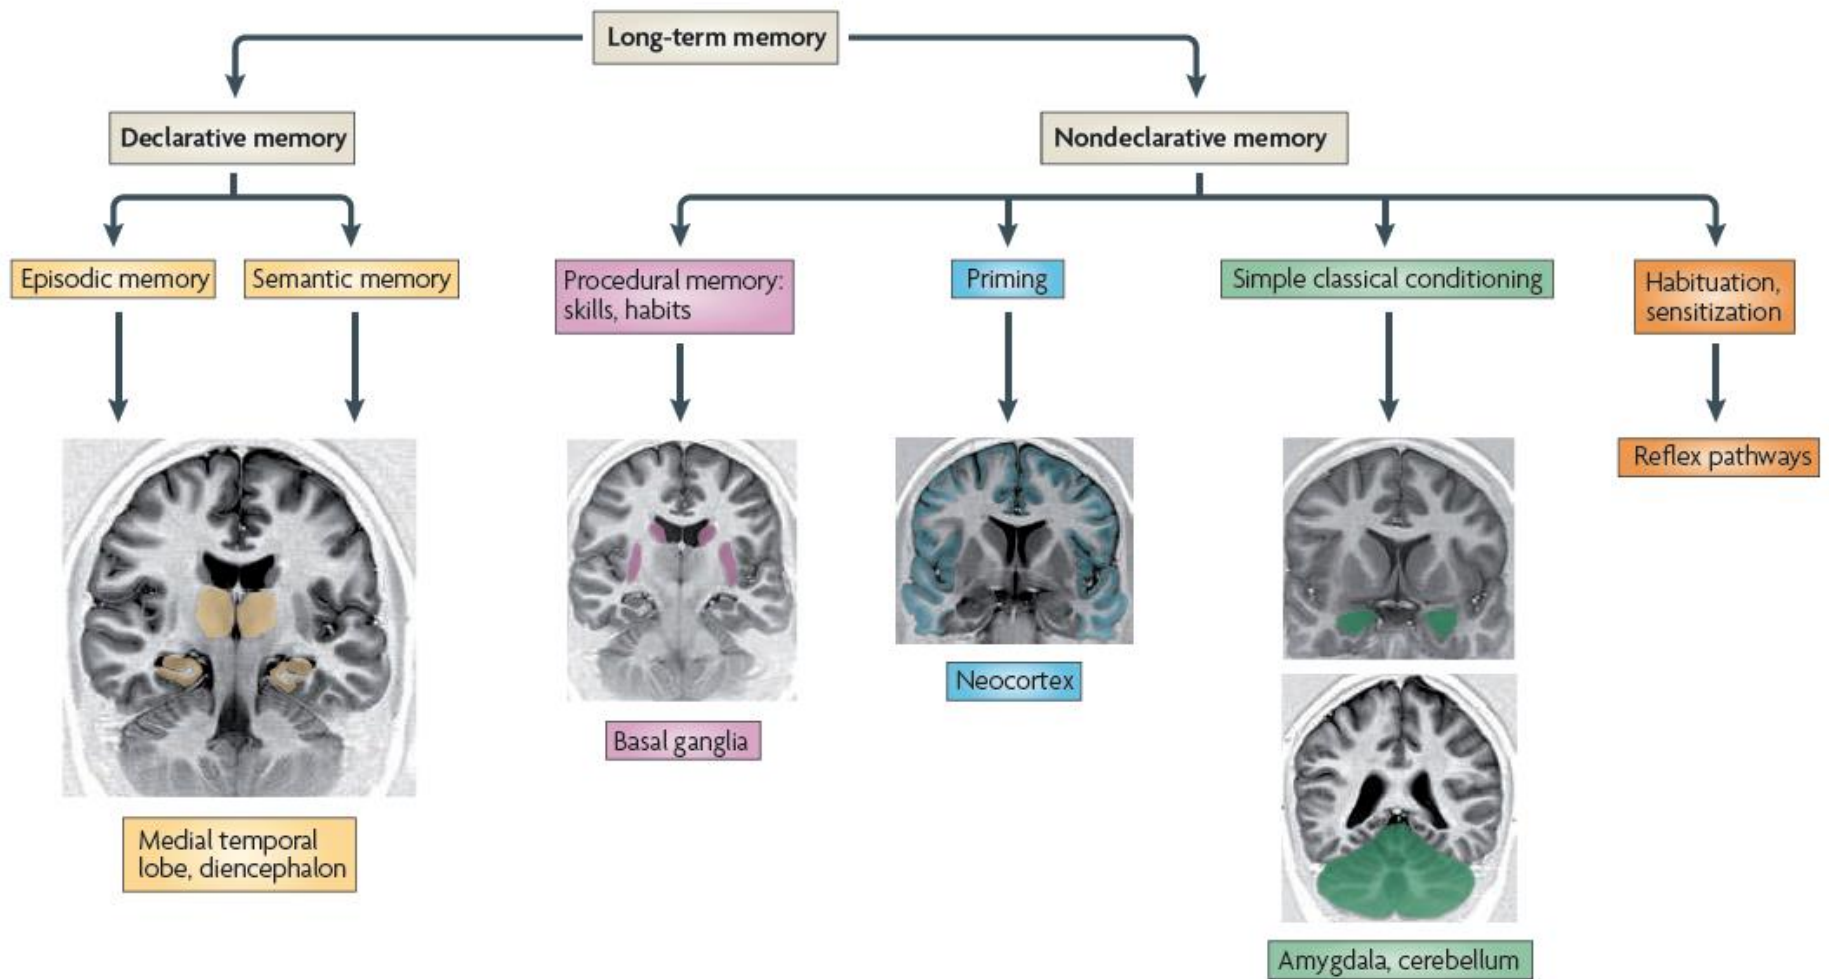 Long-term memory
Declarative memory
Nondeclarative memory
Episodic memory
Semantic memory
Procedural memory:
skills, habits
Priming
Simple classical conditioning
Habituation,
sensitization
Reflex pathways
Neocortex
Basal ganglia
Medial temporal
lobe, diencephalon
Amygdala, cerebellum